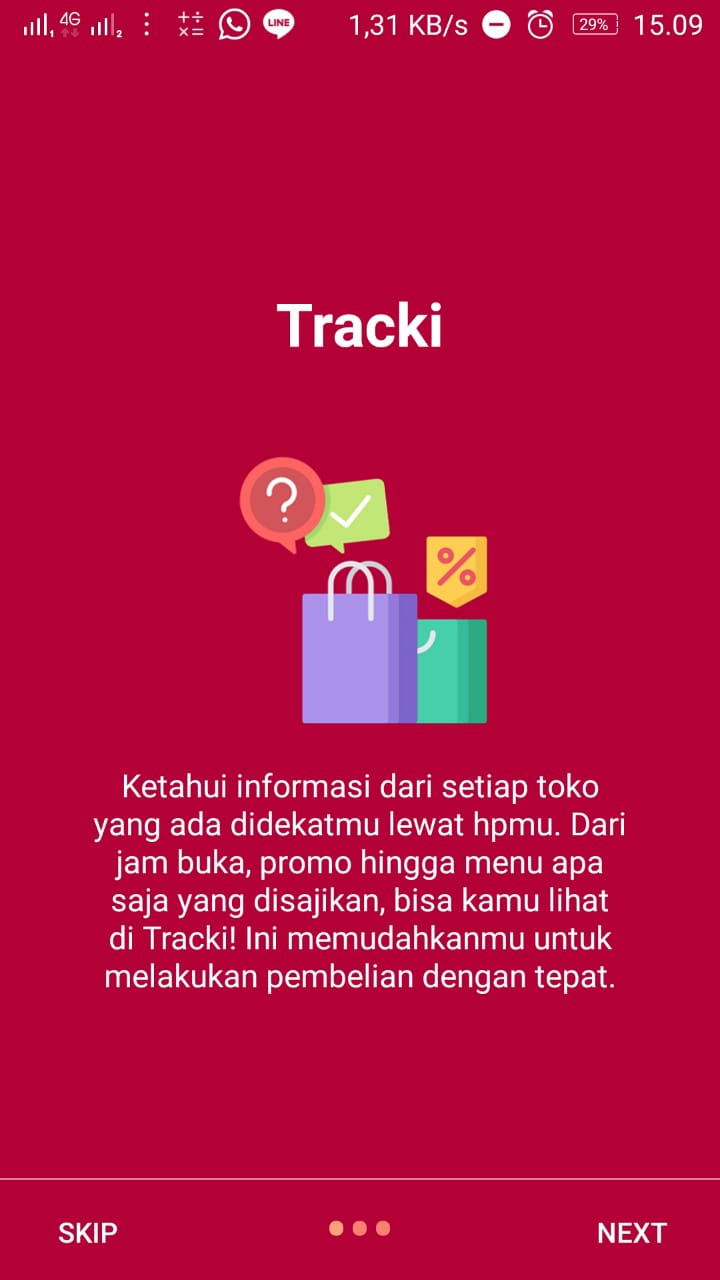 4G 1 2 LINE 1,31 KB/s 29% 15.09
Tracki
?
%
Ketahui informasi dari setiap toko
yang ada didekatmu lewat hpmu. Dari
jam buka, promo hingga menu apa
saja yang disajikan, bisa kamu lihat
di Tracki! Ini memudahkanmu untuk
melakukan pembelian dengan tepat.
SKIP NEXT